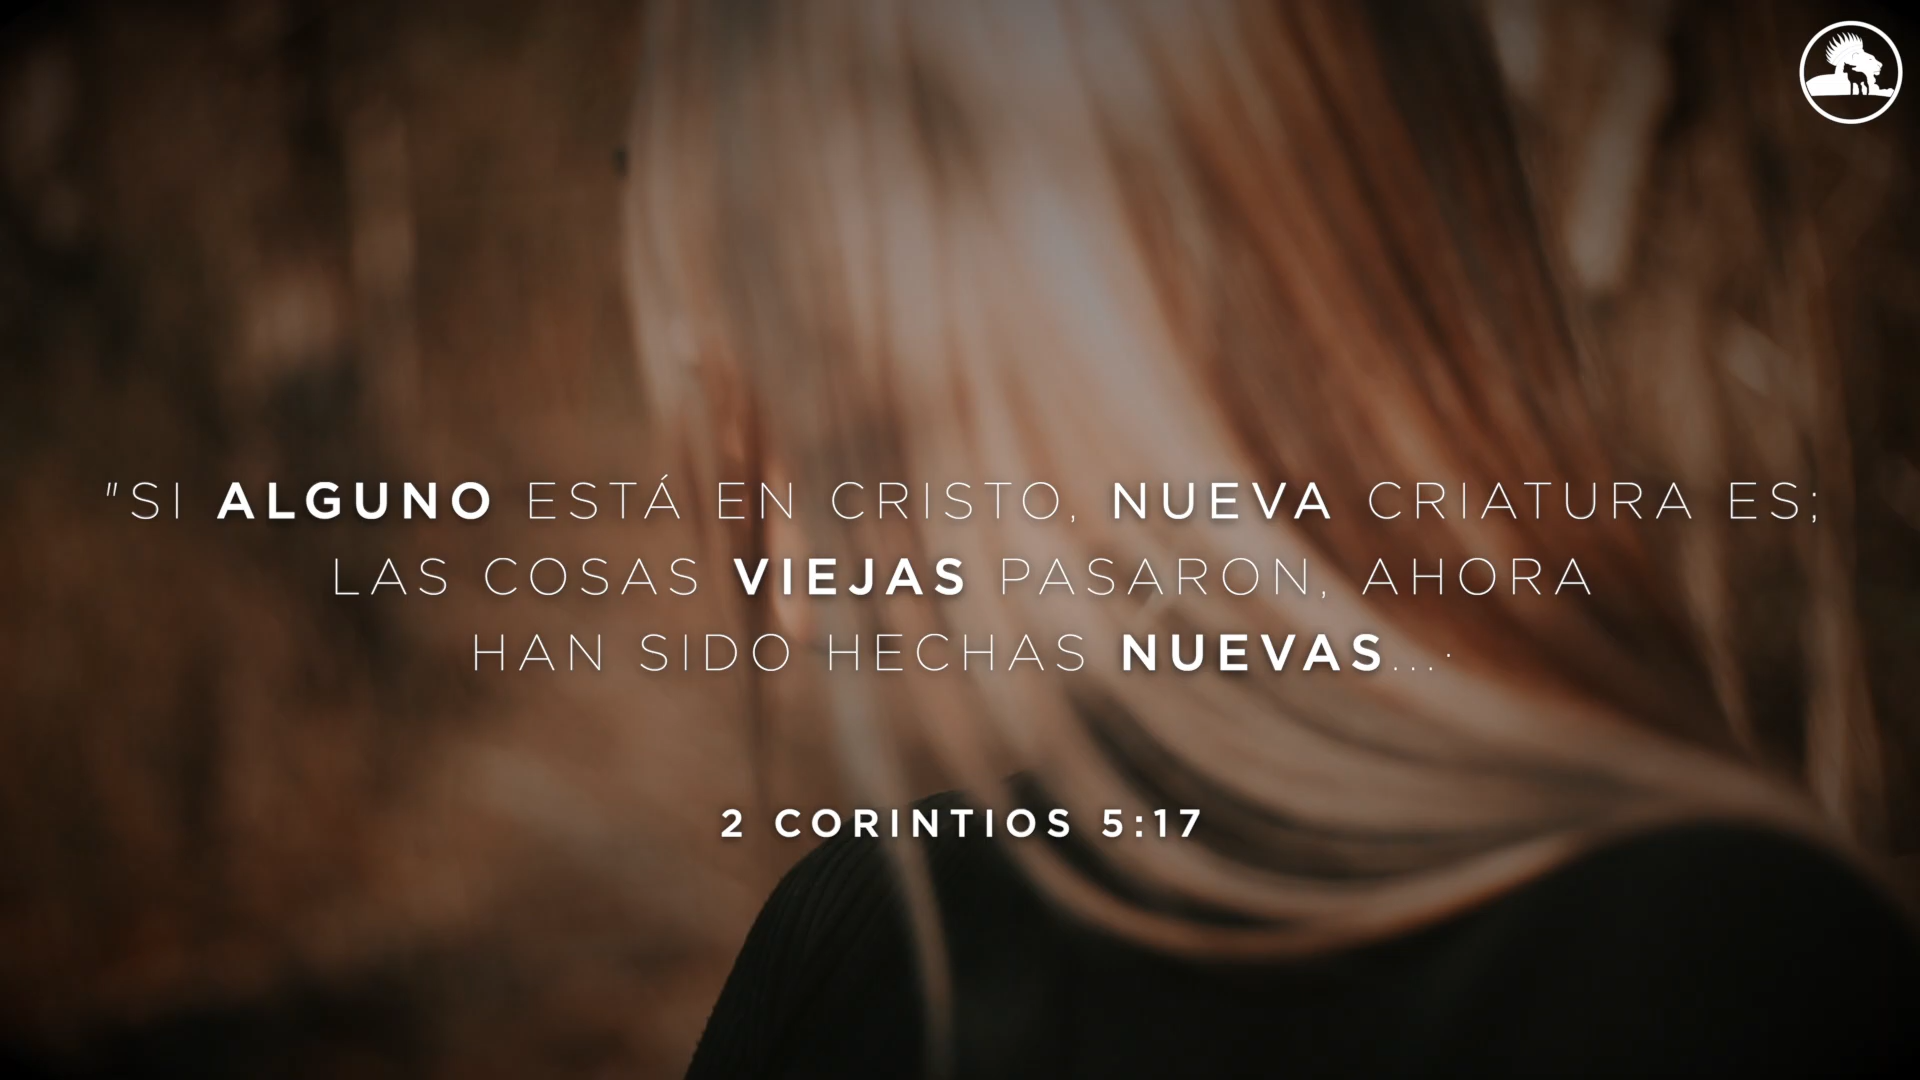 "SI ALGUNO ESTÁ EN CRISTO, NUEVA CRIATURA ES;
LAS COSAS VIEJAS PASARON, AHORA
HAN SIDO HECHAS NUEVAS...·
2 CORINTIOS 5:17